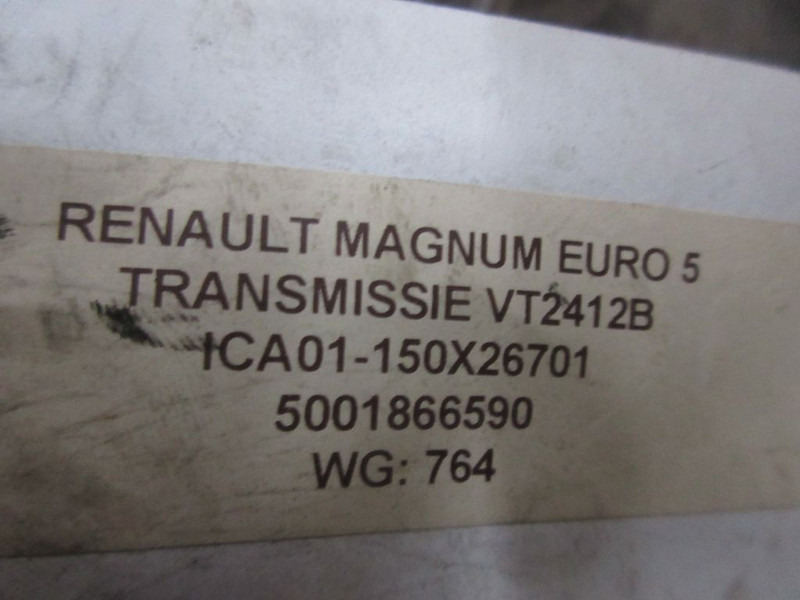 RENAULT MAGNUM EURO 5
TRANSMISSIE VT2412B
ICA01-150X26701
5001866590
WG: 764